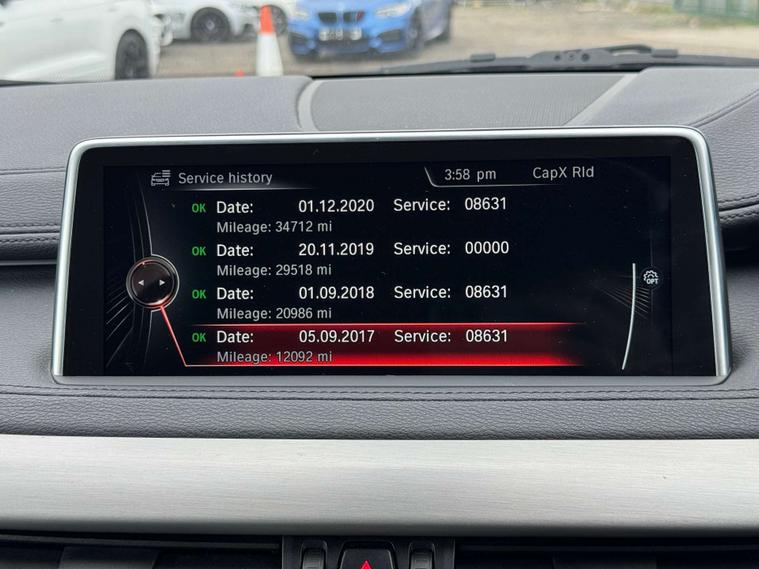 Service history 3:58 pm CapX Rld
OK Date: 01.12.2020 Service: 08631
Mileage: 34712 mi
OK Date: 20.11.2019 Service: 00000
Mileage: 29518 mi
OK Date: 01.09.2018 Service: 08631
Mileage: 20986 mi
OK Date: 05.09.2017 Service: 08631
Mileage: 12092 mi
OPT